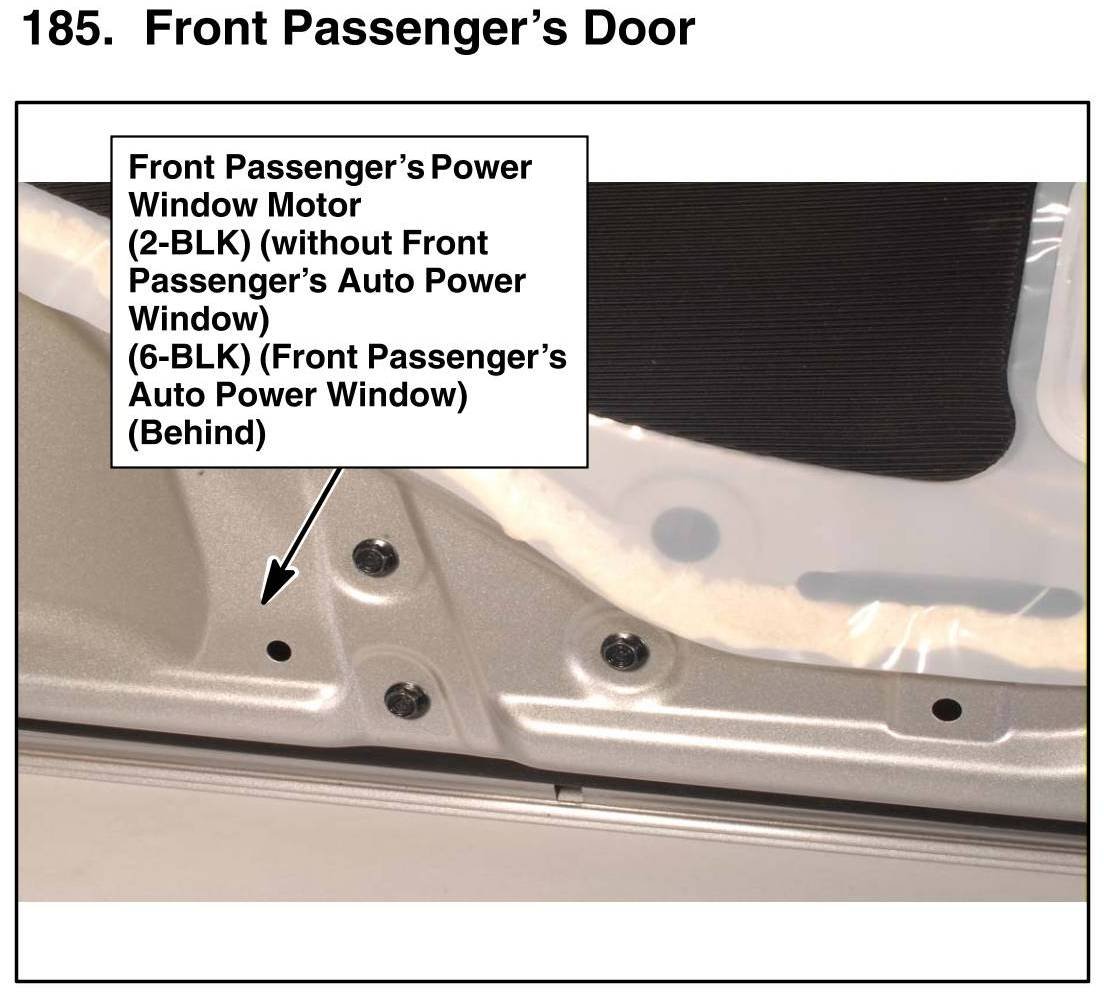 185. Front Passenger’s Door
Front Passenger’s Power
Window Motor
(2-BLK) (without Front
Passenger’s Auto Power
Window)
(6-BLK) (Front Passenger’s
Auto Power Window)
(Behind)